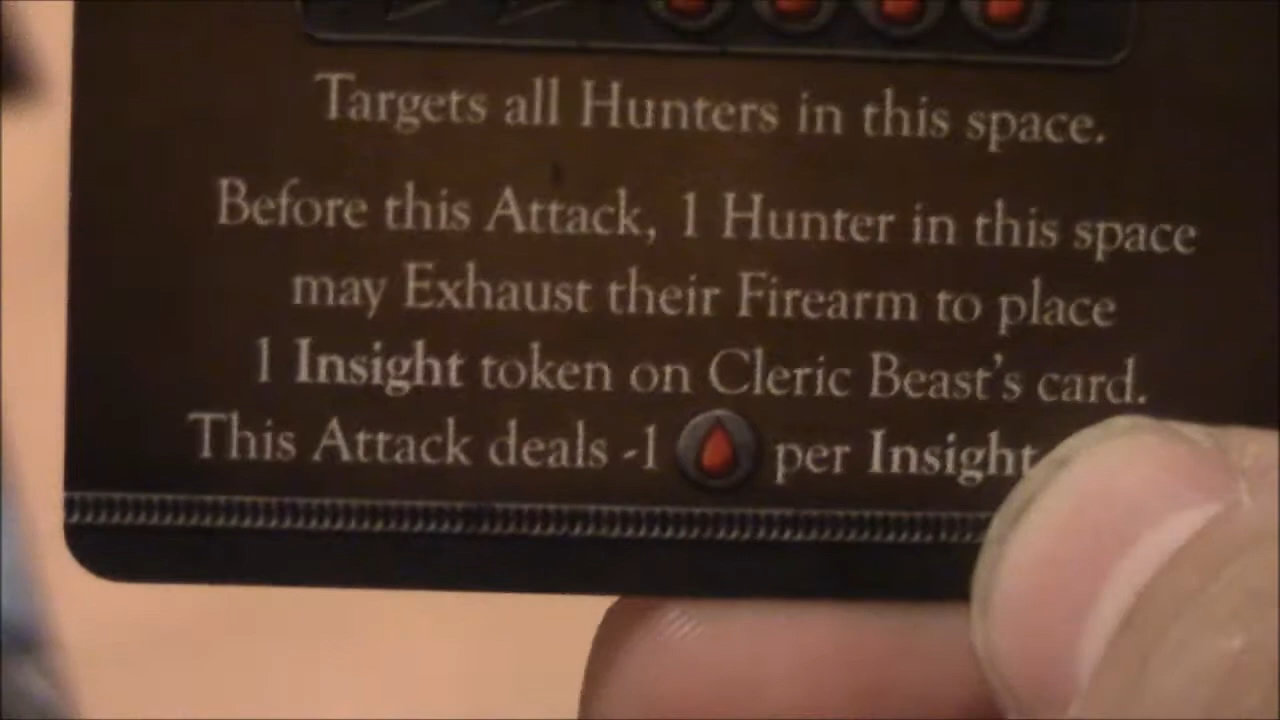 Targets all Hunters in this space.
Before this Attack, 1 Hunter in this space
may Exhaust their Firearm to place
1 Insight token on Cleric Beast's card.
This Attack deals -1 per Insight